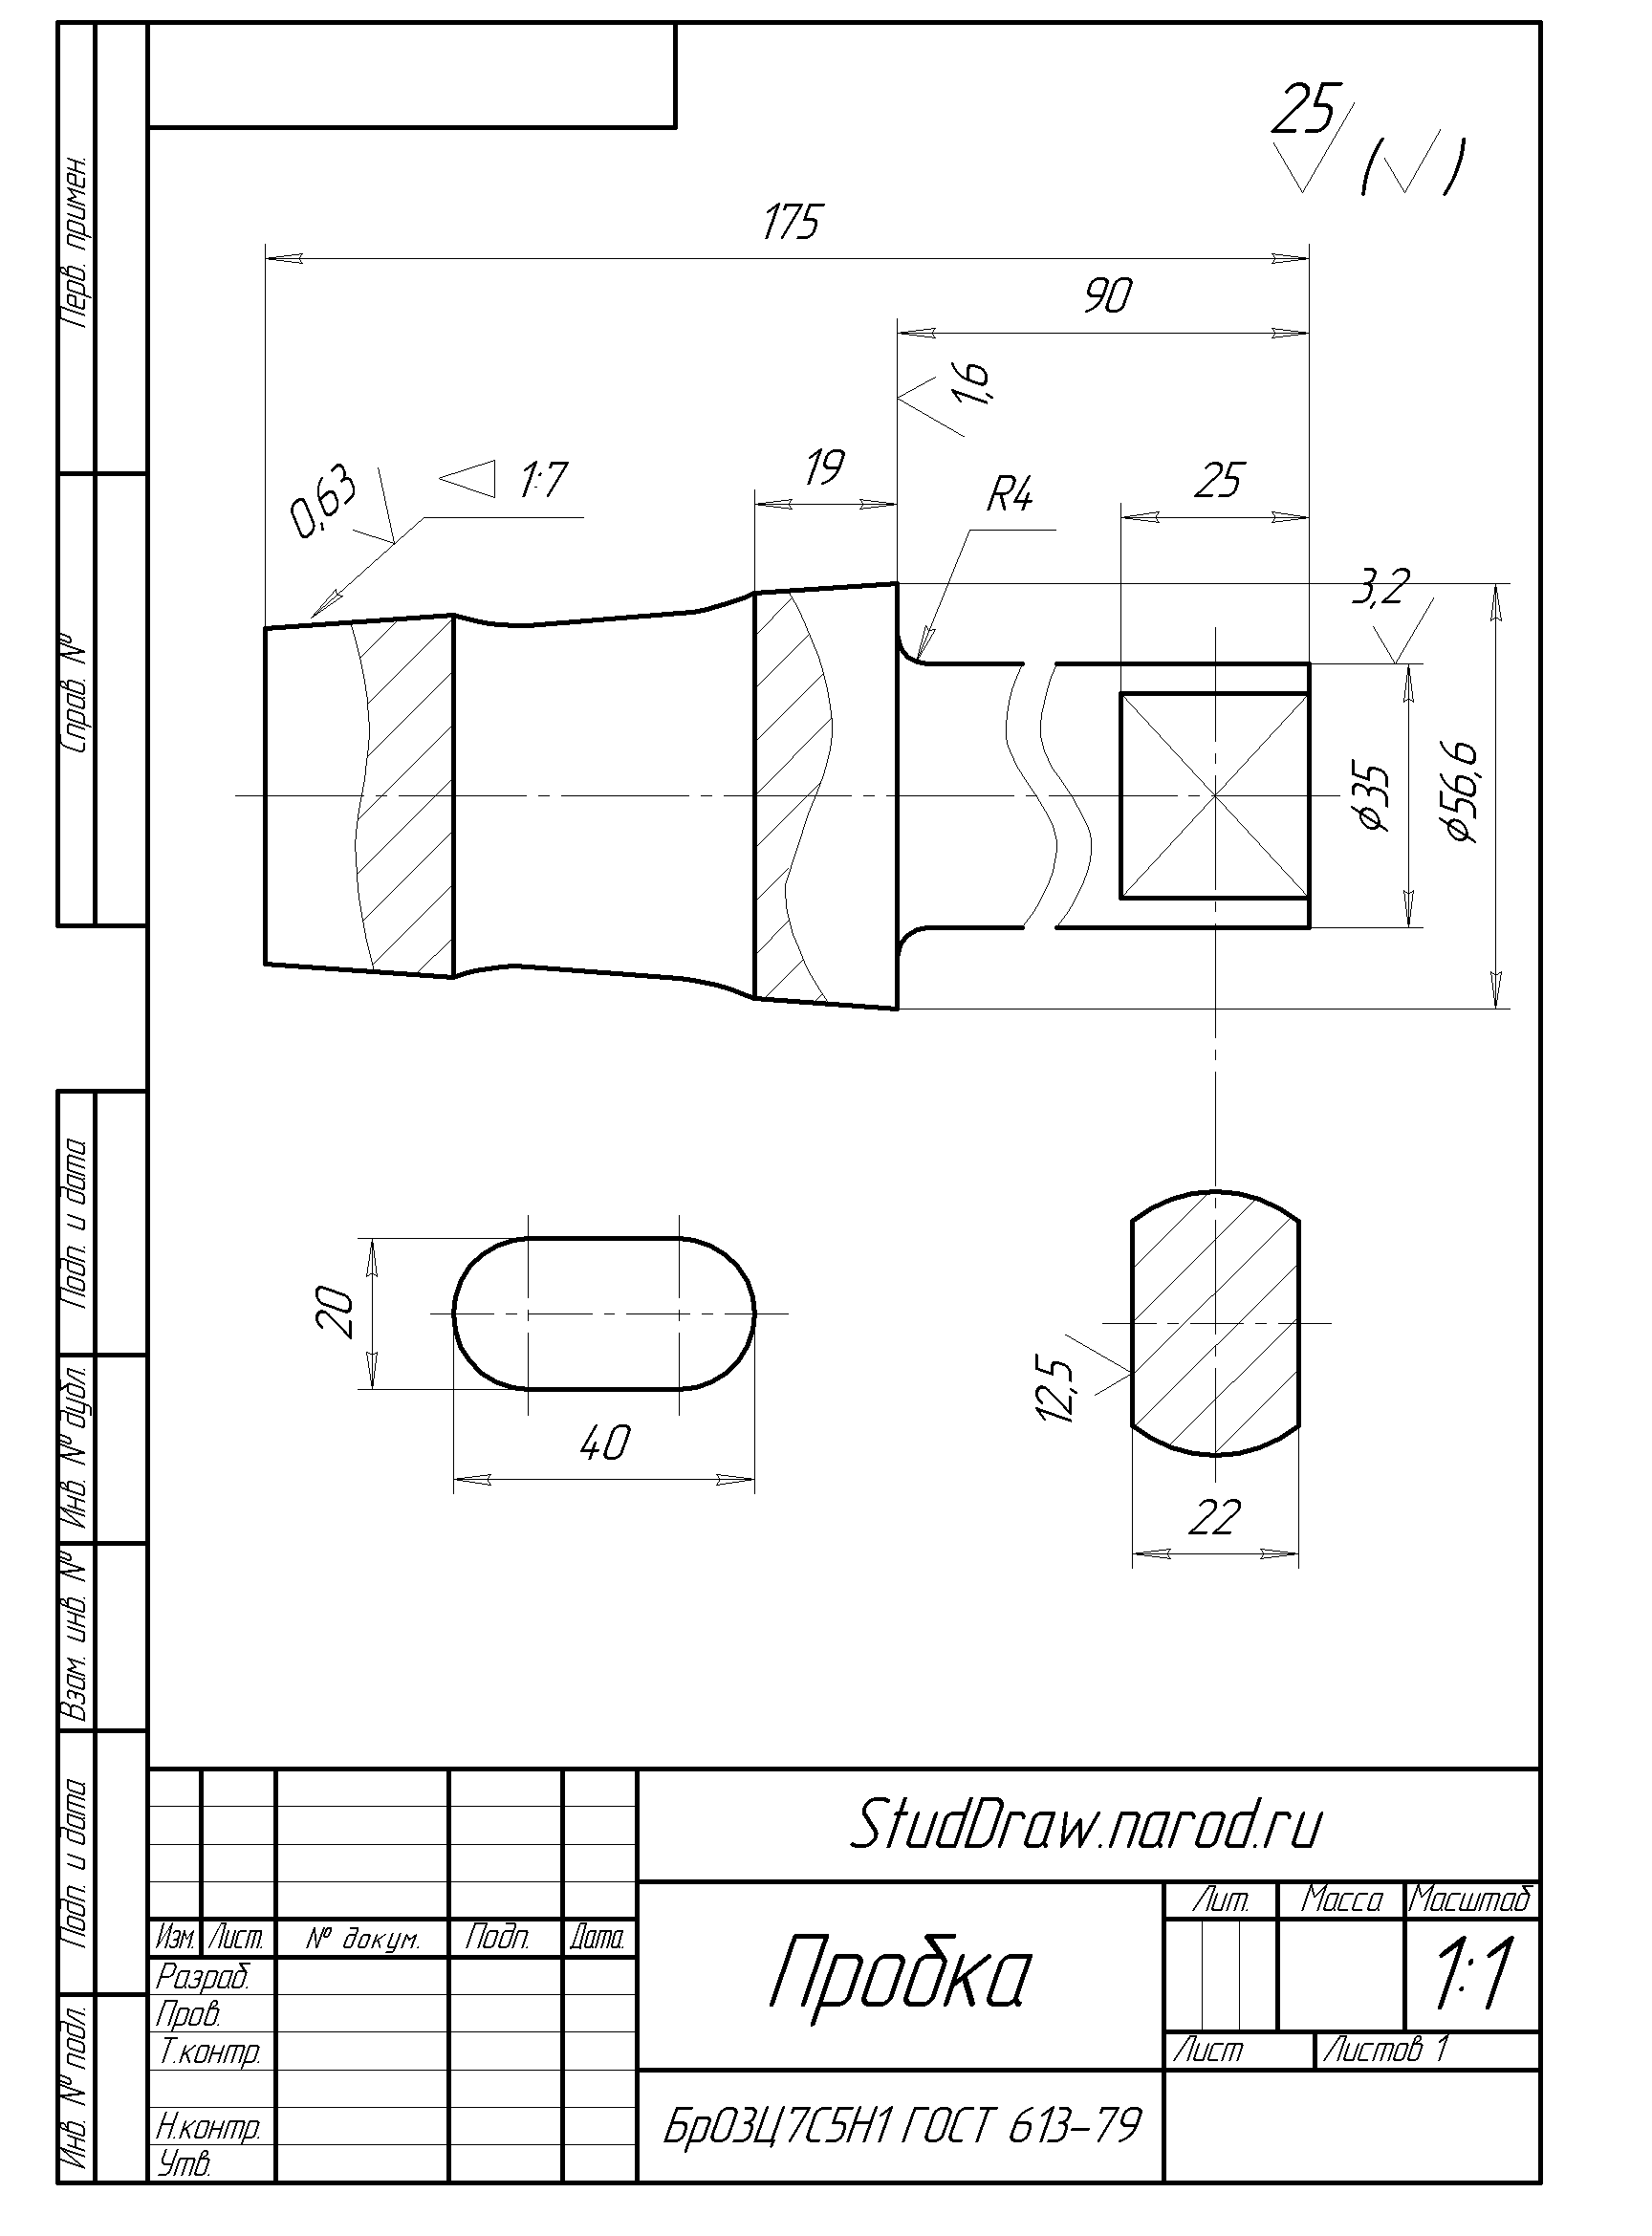 25
175
90
1,6
0,63
1:7
19
R4
25
3,2
⌀35
⌀56,6
20
40
12,5
22
Перв. примен.
Справ. №
Подп. и дата
Инв. № дубл.
Взам. инв. №
Подп. и дата
Инв. № подл.
StudDraw.narod.ru
Изм. Лист. № докум. Подп. Дата.
Разраб.
Пров.
Т.контр.
Н.контр.
Утв.
Пробка
Лит. Масса Масштаб
1:1
Лист Листов 1
БрО3Ц7С5Н1 ГОСТ 613-79